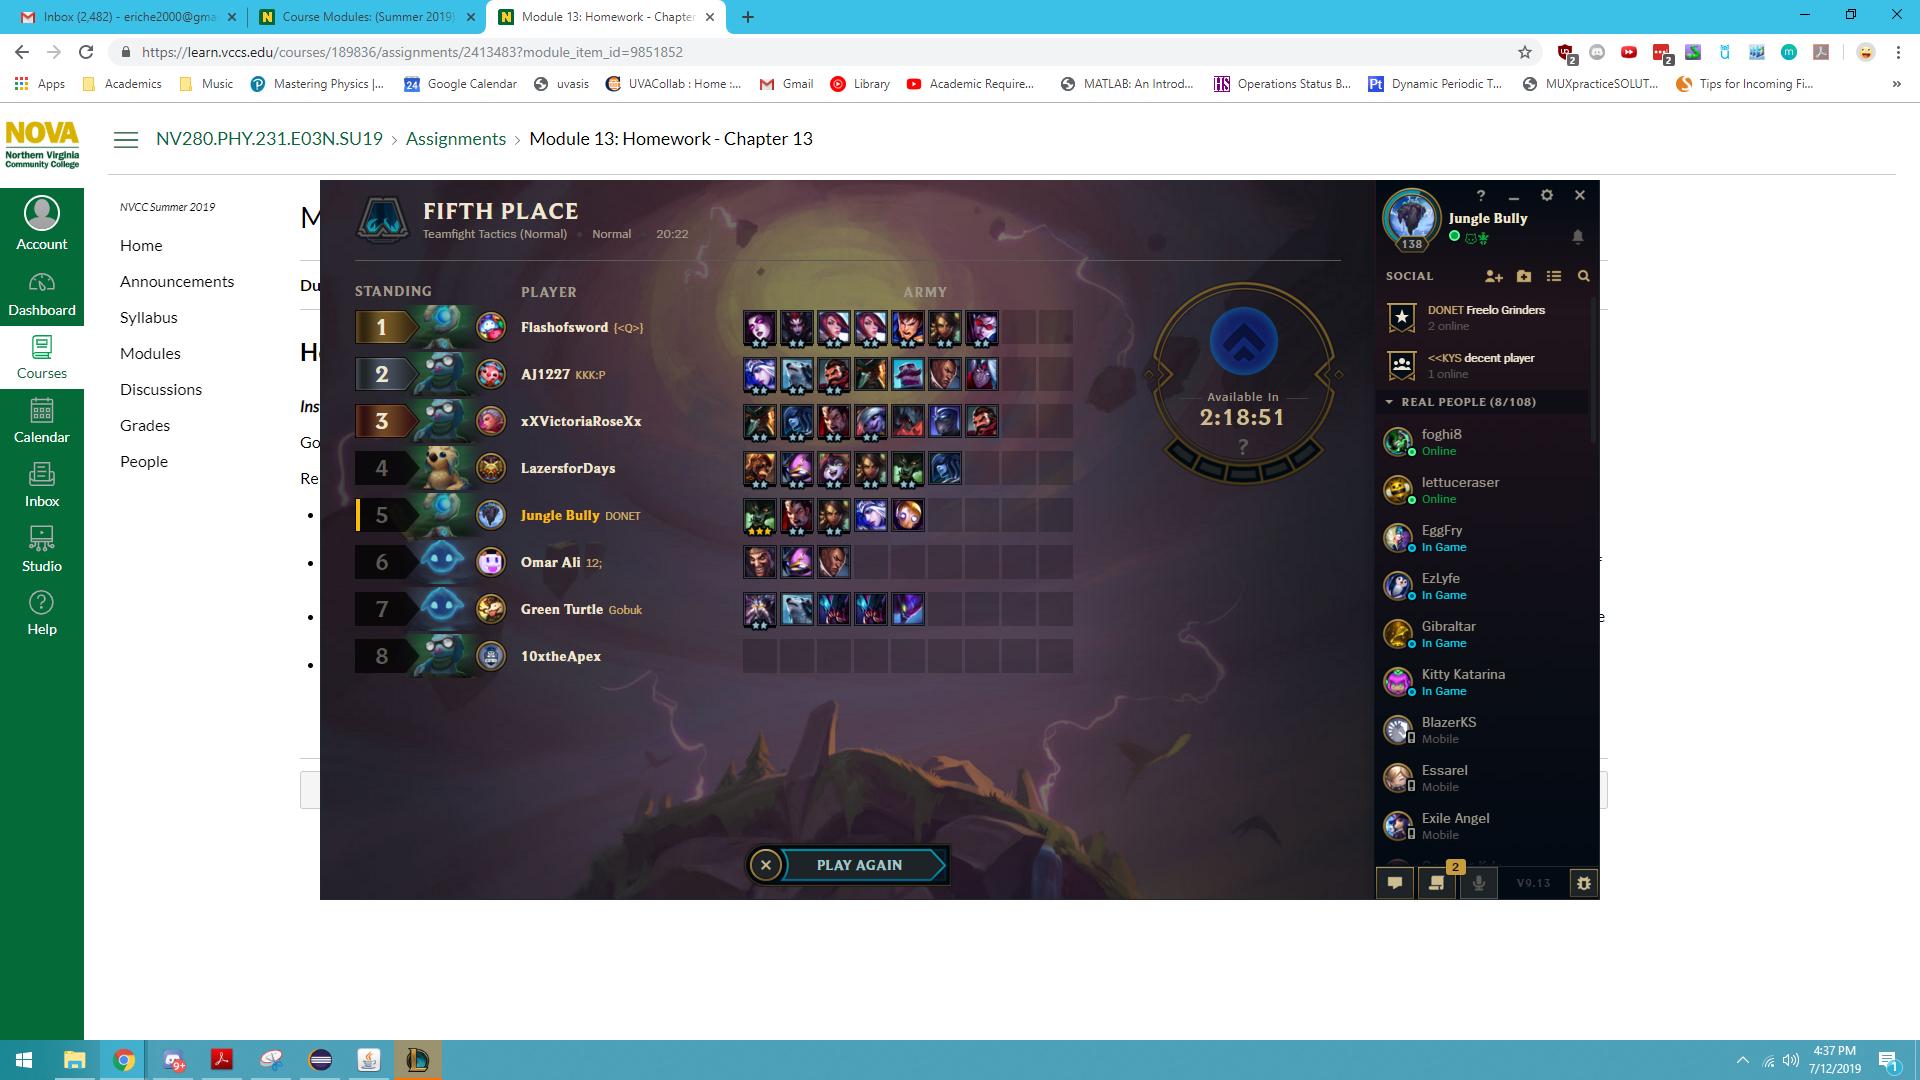 Inbox (2,482) - eriche2000@gma
Course Modules: (Summer 2019)
Module 13: Homework - Chapter
https://learn.vccs.edu/courses/189836/assignments/2413483?module_item_id=9851852
2
2
Apps
Academics
Music
Mastering Physics |...
24
Google Calendar
uvasis
UVACollab : Home :...
Gmail
Library
Academic Require...
MATLAB: An Introd...
HS
Operations Status B...
Pt
Dynamic Periodic T...
MUXpracticeSOLUT...
Tips for Incoming Fi...
»
NOVA
Northern Virginia
Community College
NV280.PHY.231.E03N.SU19 › Assignments › Module 13: Homework - Chapter 13
Account
Dashboard
Courses
Calendar
Inbox
Studio
Help
NVCC Summer 2019
Home
Announcements
Syllabus
Modules
Discussions
Grades
People
Du
Ins
Go
Re
FIFTH PLACE
Teamfight Tactics (Normal) • Normal • 20:22
STANDING PLAYER ARMY
1 Flashofsword {<Q>}
2 AJ1227 KKK:P
3 xXVictoriaRoseXx
4 LazersforDays
5 Jungle Bully DONET
6 Omar Ali 12;
7 Green Turtle Gobuk
8 10xtheApex
Available In
2:18:51
?
PLAY AGAIN
?
Jungle Bully
138
SOCIAL
DONET Freelo Grinders
2 online
<<KYS decent player
1 online
REAL PEOPLE (8/108)
foghi8
Online
lettuceraser
Online
EggFry
In Game
EzLyfe
In Game
Gibraltar
In Game
Kitty Katarina
In Game
BlazerKS
Mobile
Essarel
Mobile
Exile Angel
Mobile
2
V9.13
9+
4:37 PM
7/12/2019
1